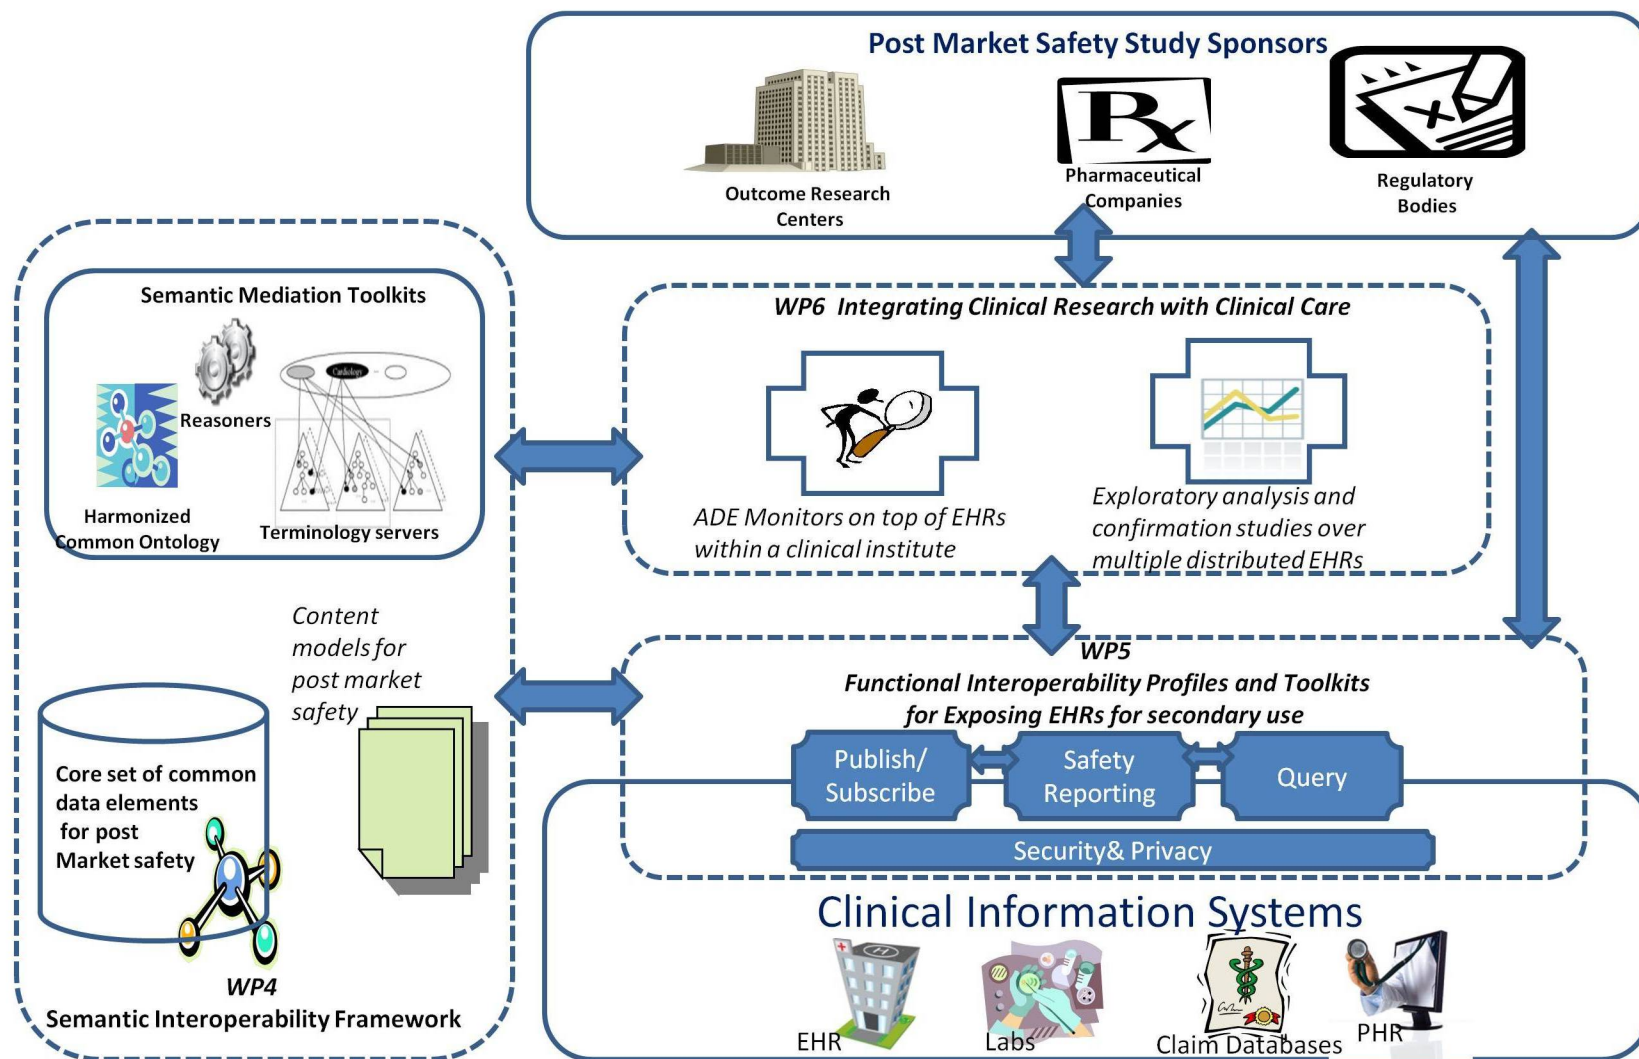 Post Market Safety Study Sponsors
Outcome Research
Centers
Pharmaceutical
Companies
Regulatory
Bodies
Semantic Mediation Toolkits
Cardiology
Reasoners
Harmonized
Common Ontology
Terminology servers
WP6  Integrating Clinical Research with Clinical Care
ADE Monitors on top of EHRs
within a clinical institute
Exploratory analysis and
confirmation studies over
multiple distributed EHRs
Content
models for
post market
safety
Core set of common
data elements
for post
Market safety
WP4
Semantic Interoperability Framework
WP5
Functional Interoperability Profiles and Toolkits
for Exposing EHRs for secondary use
Publish/
Subscribe
Safety
Reporting
Query
Security& Privacy
Clinical Information Systems
EHR
Labs
Claim Databases
PHR